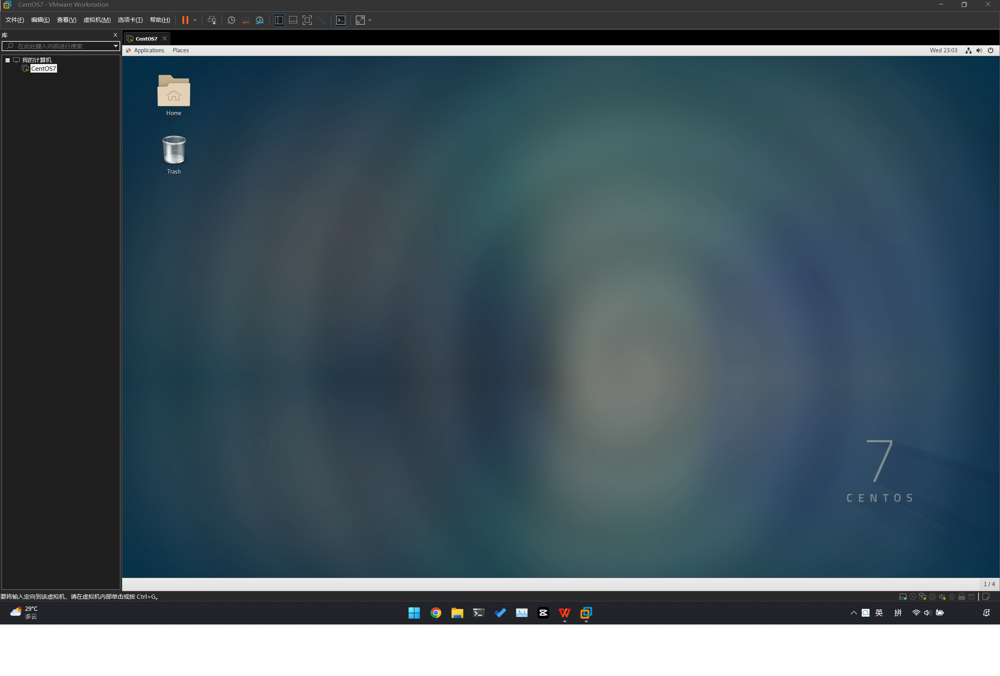 CentOS7 - VMware Workstation
文件(F) 编辑(E) 查看(V) 虚拟机(M) 选项卡(T) 帮助(H)
库
在此处键入内容进行搜索
我的计算机
CentOS7
CentOS7
Applications Places
Wed 23:03
Home
Trash
7
CENTOS
1 / 4
要将输入定向到该虚拟机，请在虚拟机内部单击或按 Ctrl+G。
29°C
多云
英 拼